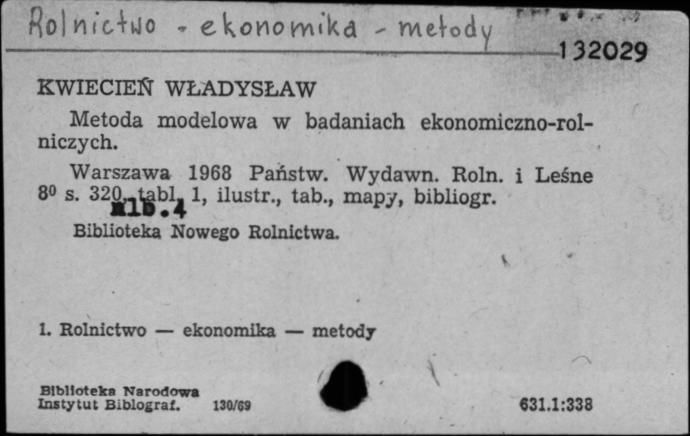 Rolnictwo - ekonomika - metody
132029
KWIECIEŃ WŁADYSŁAW
Metoda modelowa w badaniach ekonomiczno-rol-
niczych.
Warszawa 1968 Państw. Wydawn. Roln. i Leśne
8⁰ s. 320, tabl. 1, ilustr., tab., mapy, bibliogr.
nlb.4
Biblioteka Nowego Rolnictwa.
1. Rolnictwo — ekonomika — metody
Biblioteka Narodowa
Instytut Bibliograf. 130/69 631.1:338